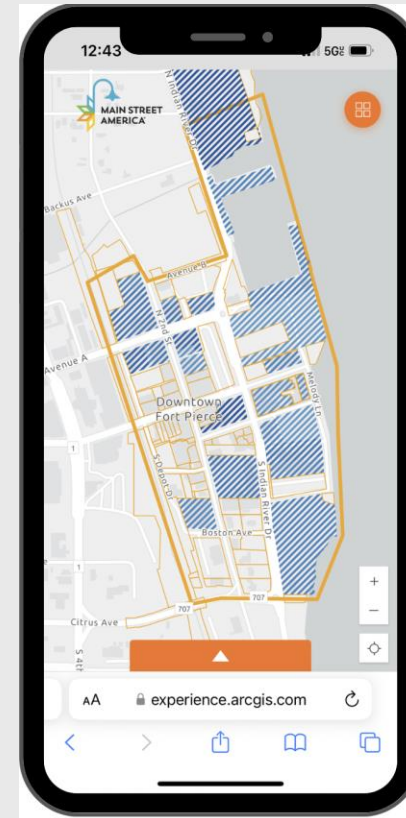 12:43
5G
MAIN STREET
AMERICA
N Indian River Dr
Backus Ave
Avenue B
N 2nd St
Avenue A
Downtown
Fort Pierce
Melody Ln
1
S Depot Dr
S Indian River Dr
Boston Ave
1
707
707
Citrus Ave
S 4th
+
−
AA
experience.arcgis.com